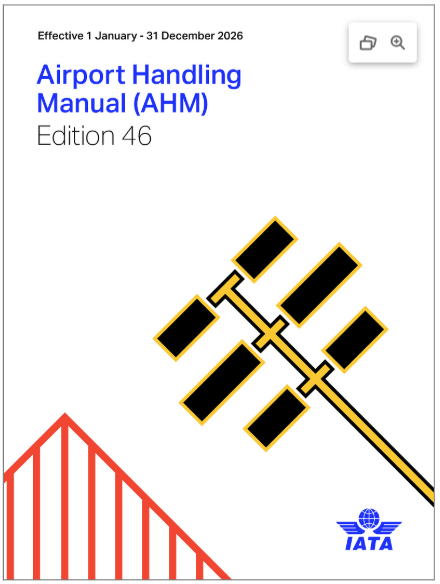 Effective 1 January - 31 December 2026
Airport Handling
Manual (AHM)
Edition 46
IATA